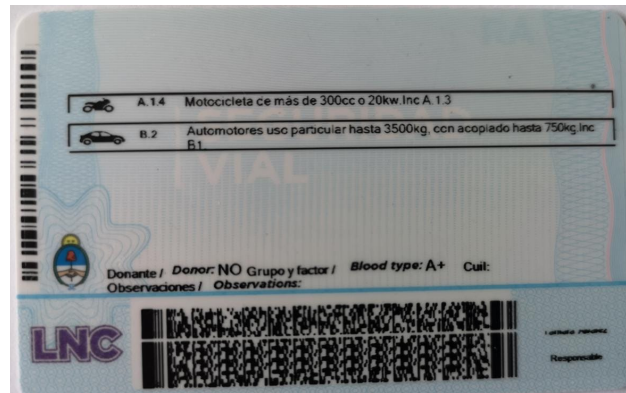 A.1.4 Motocicleta de más de 300cc o 20kw.Inc A.1.3
B.2 Automotores uso particular hasta 3500kg, con acopiado hasta 750kg.Inc
B1
SEGURIDAD
VIAL
Donante / Donor: NO Grupo y factor / Blood type: A+ Cuil:
Observaciones / Observations:
LNC
Responsable